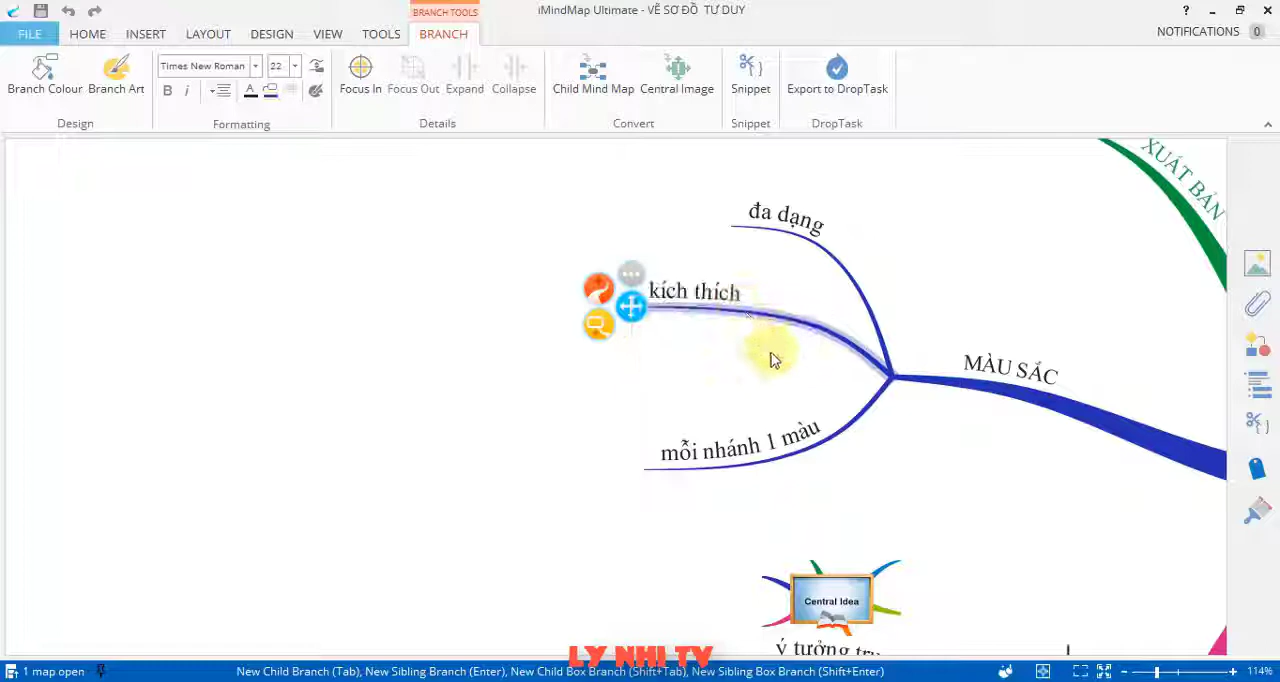 BRANCH TOOLS
iMindMap Ultimate - VẼ SƠ ĐỒ TƯ DUY
?
FILE HOME INSERT LAYOUT DESIGN VIEW TOOLS BRANCH
NOTIFICATIONS 0
Times New Roman 22
B i A
Branch Colour Branch Art Focus In Focus Out Expand Collapse Child Mind Map Central Image Snippet Export to DropTask
Design Formatting Details Convert Snippet DropTask
XUẤT BẢN
đa dạng
kích thích
MÀU SẮC
mỗi nhánh 1 màu
Central Idea
ý tưởng
LY NHI TV
1 map open
New Child Branch (Tab), New Sibling Branch (Enter), New Child Box Branch (Shift+Tab), New Sibling Box Branch (Shift+Enter)
114%